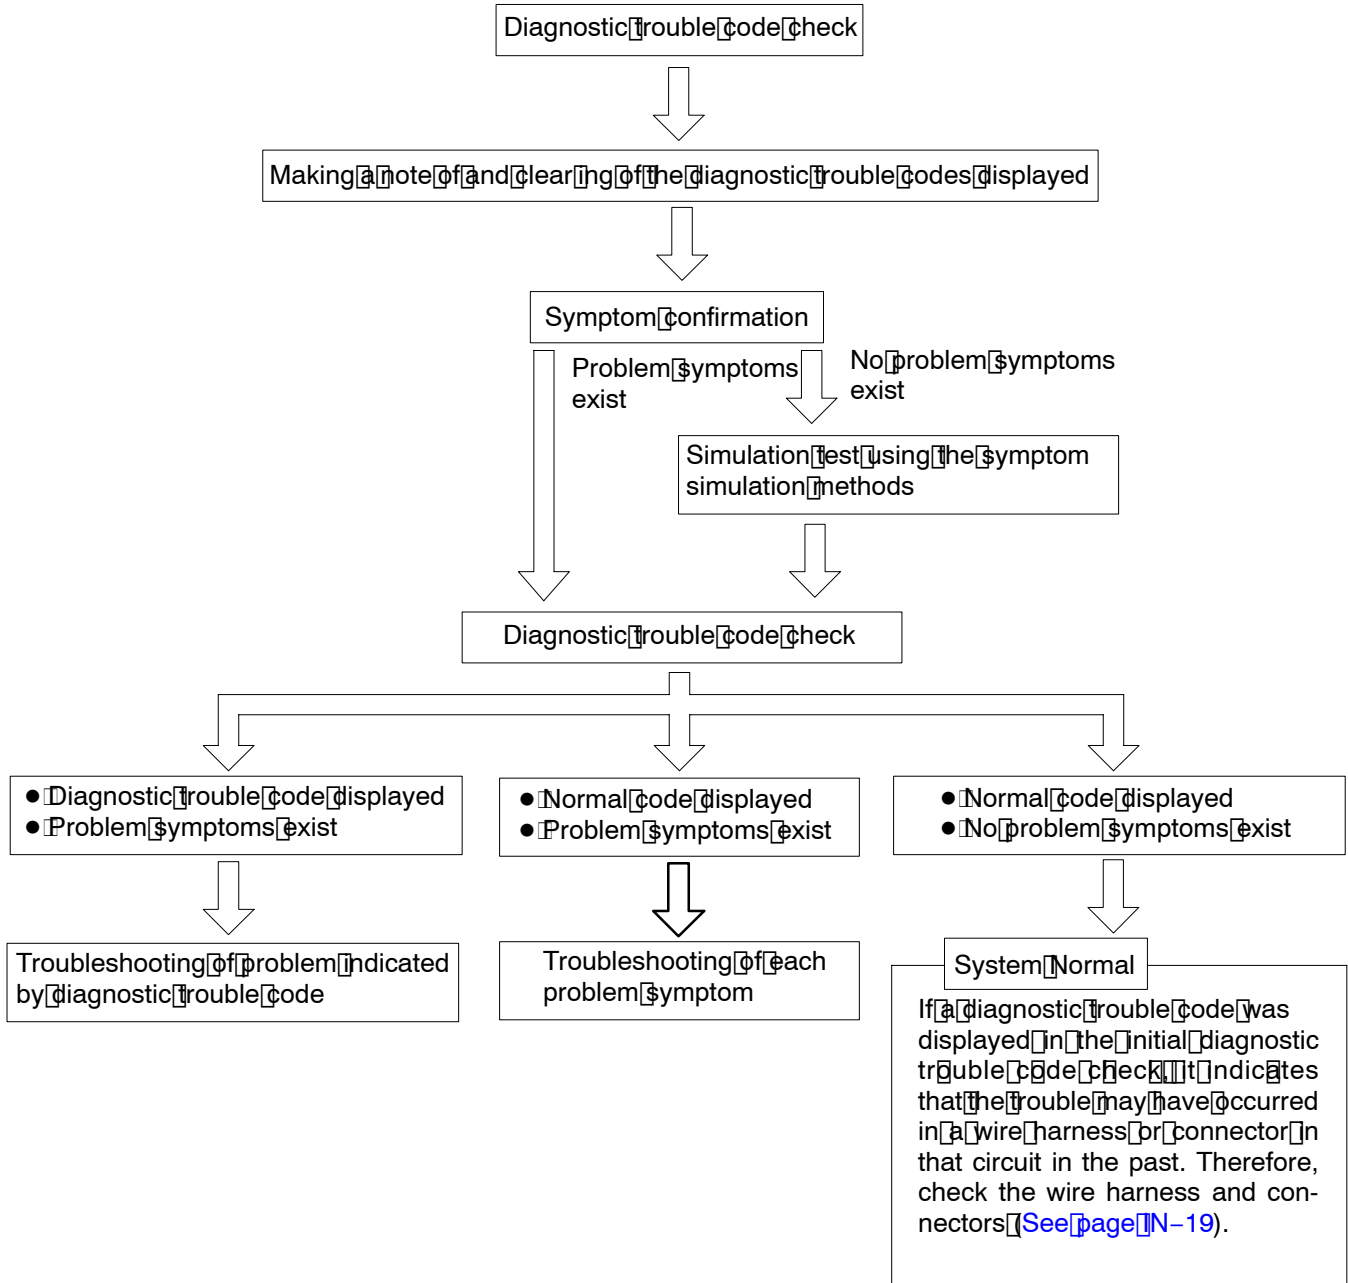 Diagnostic trouble code check
Making a note of and clearing of the diagnostic trouble codes displayed
Symptom confirmation
Problem symptoms
exist
No problem symptoms
exist
Simulation test using the symptom
simulation methods
Diagnostic trouble code check
● Diagnostic trouble code displayed
● Problem symptoms exist
● Normal code displayed
● Problem symptoms exist
● Normal code displayed
● No problem symptoms exist
Troubleshooting of problem indicated
by diagnostic trouble code
Troubleshooting of each
problem symptom
System Normal
If a diagnostic trouble code was
displayed in the initial diagnostic
trouble code check, it indicates
that the trouble may have occurred
in a wire harness or connector in
that circuit in the past. Therefore,
check the wire harness and con-
nectors (See page IN–19).